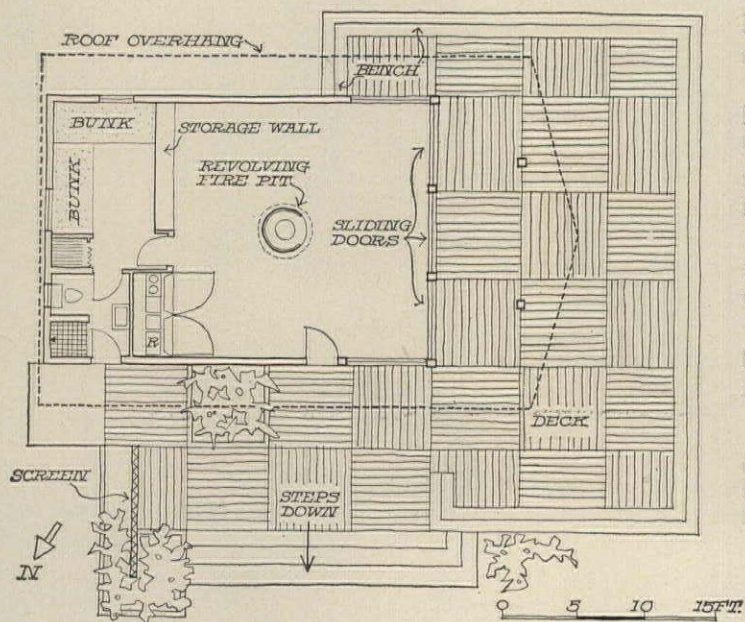 ROOF OVERHANG
BENCH
BUNK
STORAGE WALL
REVOLVING
FIRE PIT
BUNK
SLIDING
DOORS
R
DECK
SCREEN
STEPS
DOWN
N
0 5 10 15FT.